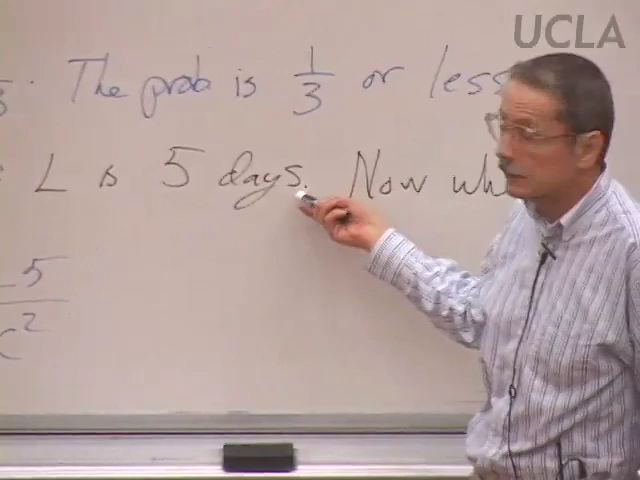 UCLA
The prob is 1/3 or less
L is 5 days. Now wh
5
c²